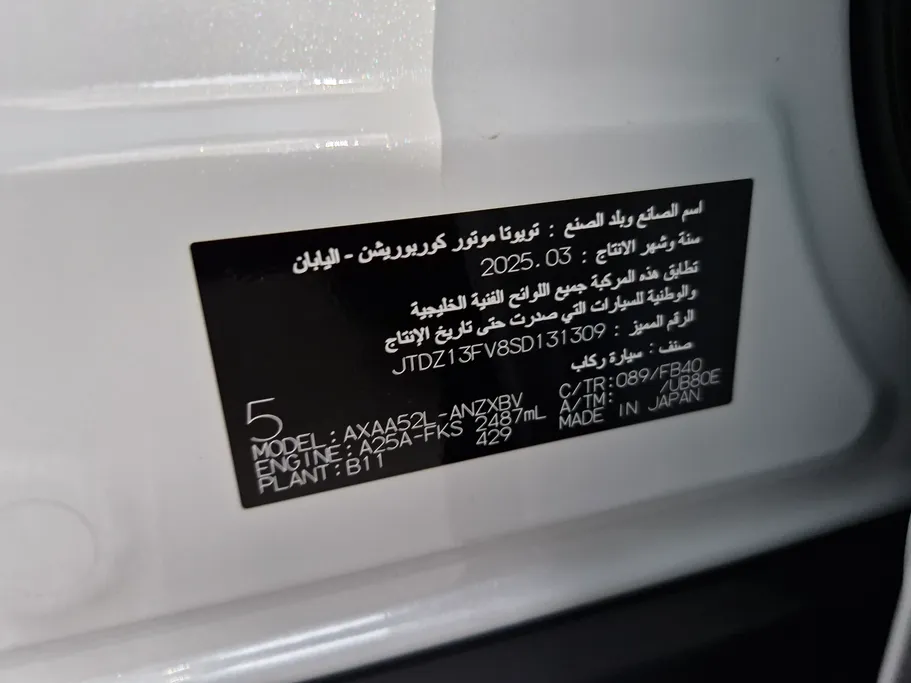 اسم الصانع وبلد الصنع : تويوتا موتور كوربوريشن - اليابان
سنة وشهر الانتاج : 2025.03
تطابق هذه المركبة جميع اللوائح الفنية الخليجية
والوطنية للسيارات التي صدرت حتى تاريخ الإنتاج
الرقم المميز : JTDZ13FV8SD131309
صنف : سيارة ركاب
5
MODEL:AXAA52L-ANZXBV C/TR:089/FB40
ENGINE:A25A-FKS 2487mL A/TM: /UB80E
PLANT:B11 429 MADE IN JAPAN